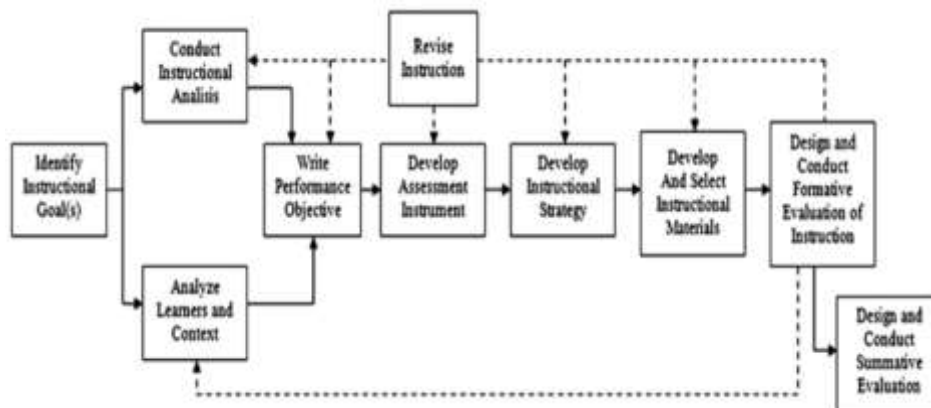 Conduct
Instructional
Analisis
Revise
Instruction
Identify
Instructional
Goal(s)
Write
Performance
Objective
Develop
Assessment
Instrument
Develop
Instructional
Strategy
Develop
And Select
Instructional
Materials
Design and
Conduct
Formative
Evaluation of
Instruction
Analyze
Learners and
Context
Design and
Conduct
Summative
Evaluation